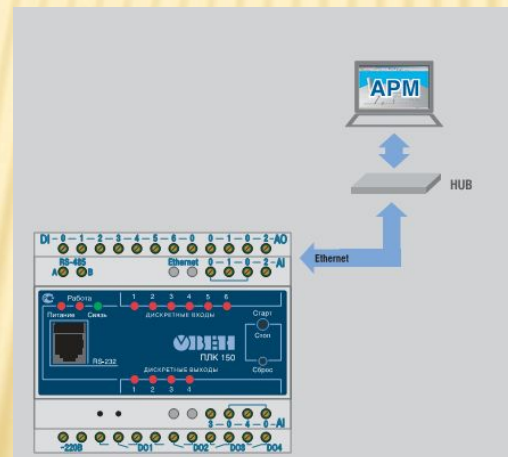 АРМ
HUB
Ethernet
DI – 0 – 1 – 2 – 3 – 4 – 5 – 6 – 0 0 – 1 – 0 – 2 – AO
RS-485 Ethernet 0 – 1 – 0 – 2 – AI
A B
Работа 1 2 3 4 5 6
Питание Связь ДИСКРЕТНЫЕ ВХОДЫ Старт
Стоп
ОВЕН
ПЛК 150
RS-232 ДИСКРЕТНЫЕ ВЫХОДЫ Сброс
1 2 3 4
3 – 0 – 4 – 0 – AI
~220В DO1 DO2 DO3 DO4